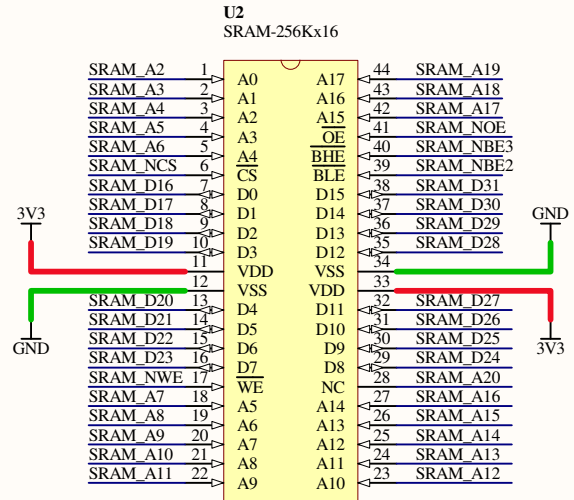 U2
SRAM-256Kx16
SRAM_A2 1 A0 A17 44 SRAM_A19
SRAM_A3 2 A1 A16 43 SRAM_A18
SRAM_A4 3 A2 A15 42 SRAM_A17
SRAM_A5 4 A3 OE 41 SRAM_NOE
SRAM_A6 5 A4 BHE 40 SRAM_NBE3
SRAM_NCS 6 CS BLE 39 SRAM_NBE2
SRAM_D16 7 D0 D15 38 SRAM_D31
SRAM_D17 8 D1 D14 37 SRAM_D30
SRAM_D18 9 D2 D13 36 SRAM_D29
SRAM_D19 10 D3 D12 35 SRAM_D28
3V3 11 VDD VSS 34 GND
GND 12 VSS VDD 33 3V3
SRAM_D20 13 D4 D11 32 SRAM_D27
SRAM_D21 14 D5 D10 31 SRAM_D26
SRAM_D22 15 D6 D9 30 SRAM_D25
SRAM_D23 16 D7 D8 29 SRAM_D24
SRAM_NWE 17 WE NC 28 SRAM_A20
SRAM_A7 18 A5 A14 27 SRAM_A16
SRAM_A8 19 A6 A13 26 SRAM_A15
SRAM_A9 20 A7 A12 25 SRAM_A14
SRAM_A10 21 A8 A11 24 SRAM_A13
SRAM_A11 22 A9 A10 23 SRAM_A12